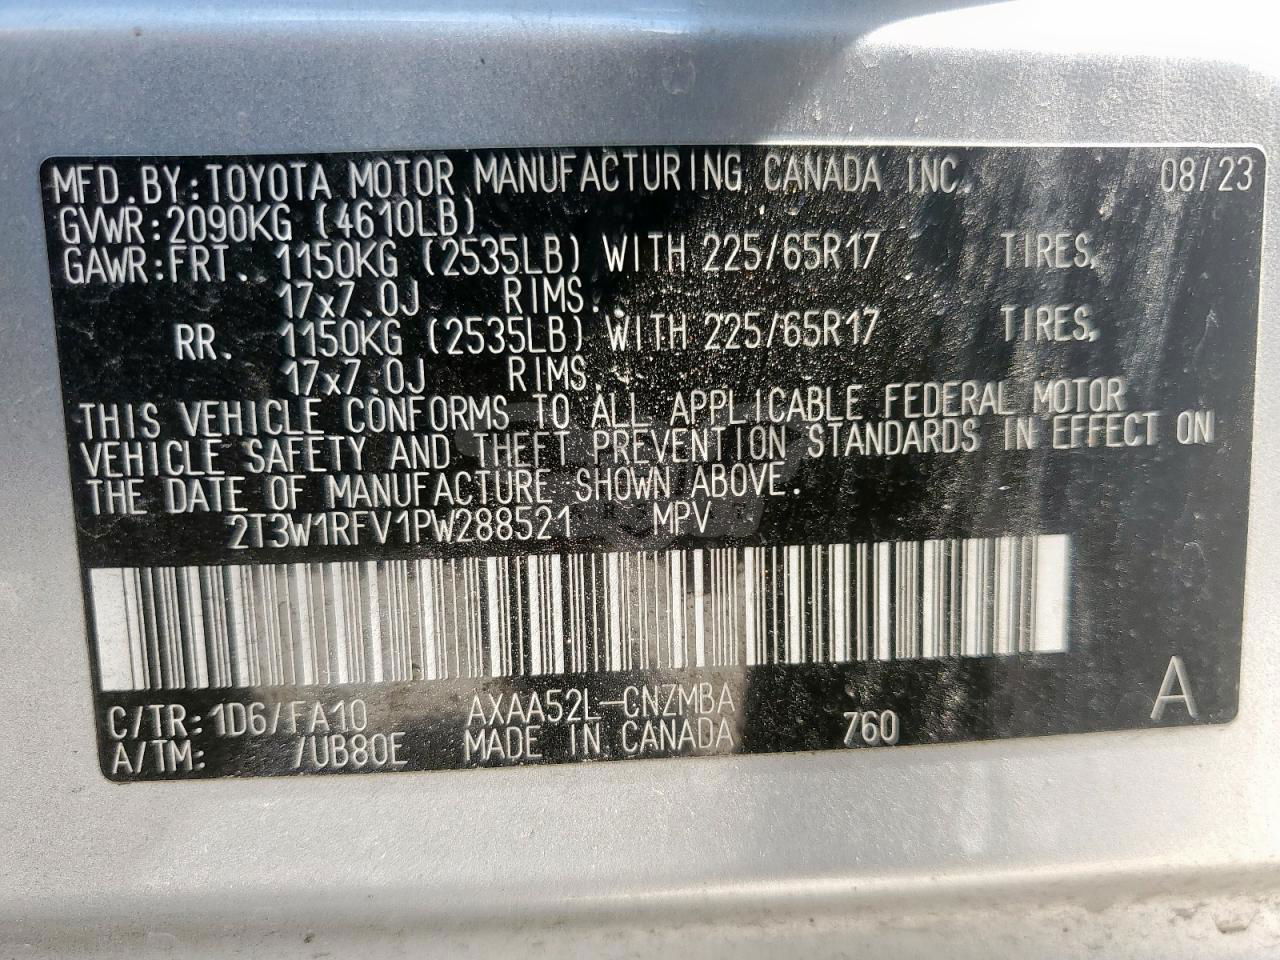 MFD.BY:TOYOTA MOTOR MANUFACTURING CANADA INC. 08/23
GVWR:2090KG (4610LB)
GAWR:FRT. 1150KG (2535LB) WITH 225/65R17 TIRES,
17x7.0J RIMS.
RR. 1150KG (2535LB) WITH 225/65R17 TIRES,
17x7.0J RIMS.
THIS VEHICLE CONFORMS TO ALL APPLICABLE FEDERAL MOTOR
VEHICLE SAFETY AND THEFT PREVENTION STANDARDS IN EFFECT ON
THE DATE OF MANUFACTURE SHOWN ABOVE.
2T3W1RFV1PW288521 MPV
C/TR:1D6/FA10 AXAA52L-CNZMBA 760 A
A/TM: /UB80E MADE IN CANADA